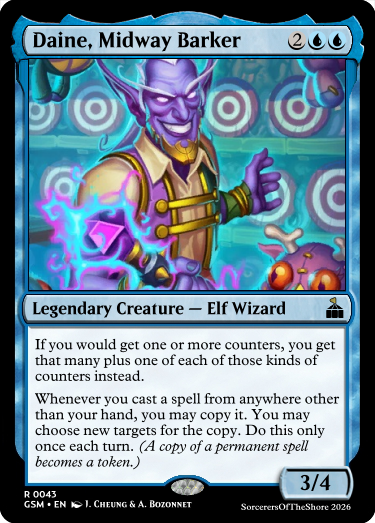 Daine, Midway Barker 2
Legendary Creature — Elf Wizard
If you would get one or more counters, you get
that many plus one of each of those kinds of
counters instead.
Whenever you cast a spell from anywhere other
than your hand, you may copy it. You may
choose new targets for the copy. Do this only
once each turn. (A copy of a permanent spell
becomes a token.)
3/4
R 0043
GSM • EN J. Cheung & A. Bozonnet
SorcerersOfTheShore 2026